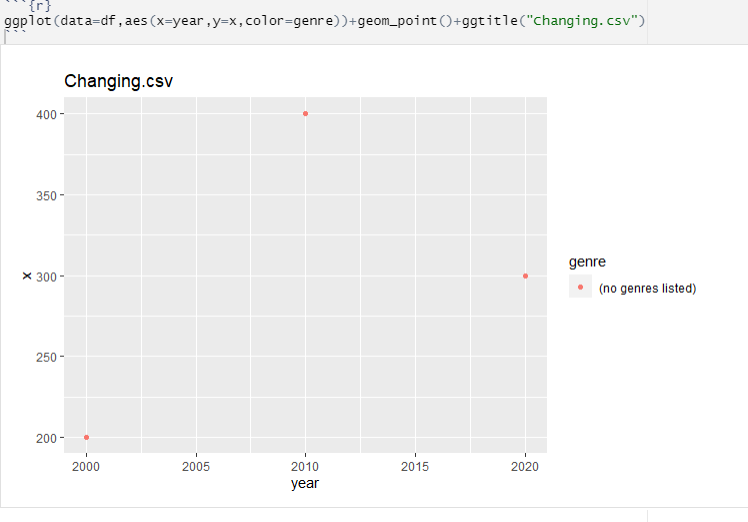 ```{r}
ggplot(data=df,aes(x=year,y=x,color=genre))+geom_point()+ggtitle("Changing.csv")
```
Changing.csv
400
350
x
300
250
200
2000 2005 2010 2015 2020
year
genre
(no genres listed)